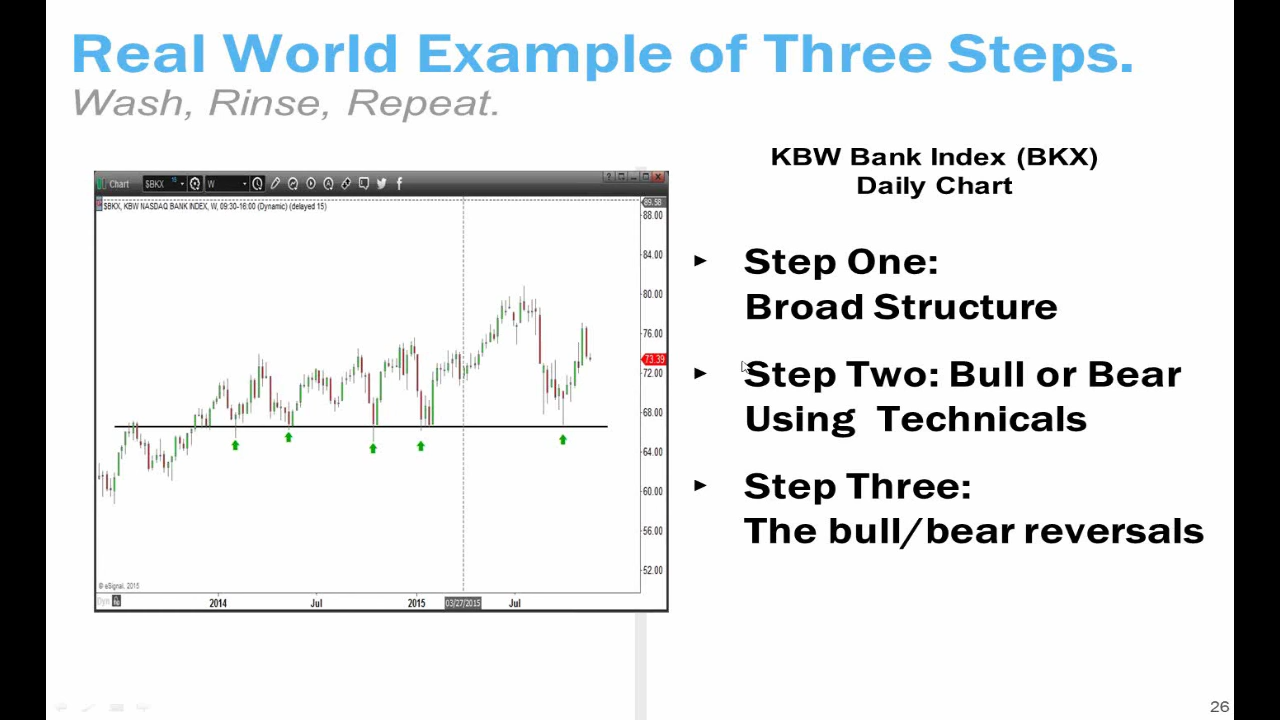 Real World Example of Three Steps.
Wash, Rinse, Repeat.
KBW Bank Index (BKX)
Daily Chart
Chart $BKX 15 W
$BKX, KBW NASDAQ BANK INDEX, W, 09:30-16:00 (Dynamic) (delayed 15)
89.58
88.00
84.00
80.00
76.00
73.39
72.00
68.00
64.00
60.00
56.00
52.00
© eSignal, 2015
Dyn
2014 Jul 2015 03/27/2015 Jul
► Step One:
Broad Structure
► Step Two: Bull or Bear
Using Technicals
► Step Three:
The bull/bear reversals
26